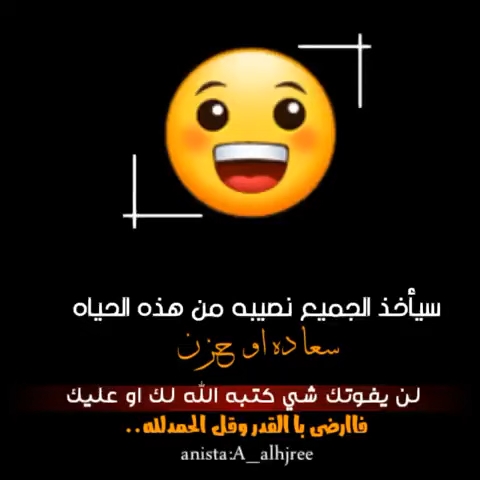 سيأخذ الجميع نصيبه من هذه الحياه
سعاده او حزن
لن يفوتك شي كتبه الله لك او عليك
فاارضى با القدر وقل الحمدلله..
anista:A_alhjree